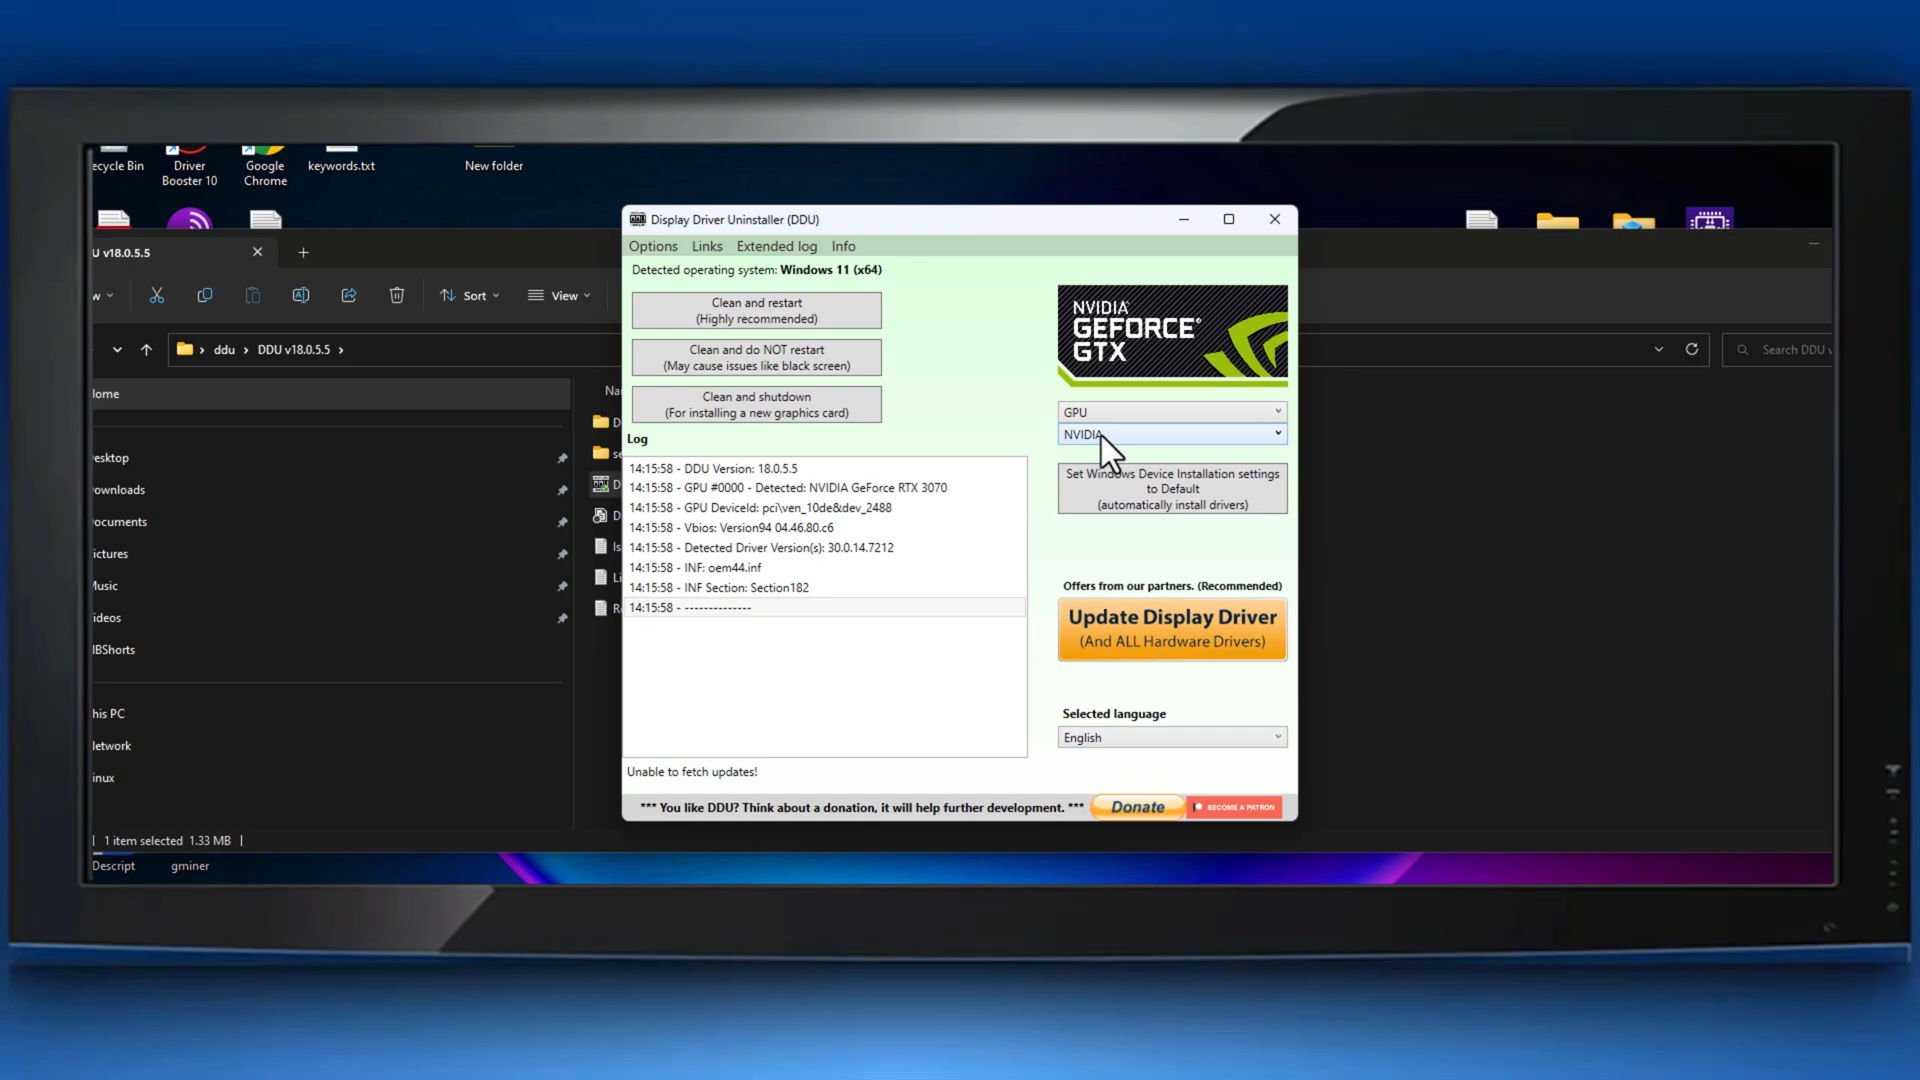 ecycle Bin
Driver
Booster 10
Google
Chrome
keywords.txt
New folder
U v18.0.5.5
Sort
View
ddu
DDU v18.0.5.5
Search DDU v
ome
esktop
ownloads
ocuments
ictures
usic
ideos
Shorts
his PC
etwork
inux
Na
D
se
D
D
Is
Li
R
1 item selected 1.33 MB
Descript
gminer
Display Driver Uninstaller (DDU)
Options Links Extended log Info
Detected operating system: Windows 11 (x64)
Clean and restart
(Highly recommended)
Clean and do NOT restart
(May cause issues like black screen)
Clean and shutdown
(For installing a new graphics card)
Log
14:15:58 - DDU Version: 18.0.5.5
14:15:58 - GPU #0000 - Detected: NVIDIA GeForce RTX 3070
14:15:58 - GPU DeviceId: pci\ven_10de&dev_2488
14:15:58 - Vbios: Version94 04.46.80.c6
14:15:58 - Detected Driver Version(s): 30.0.14.7212
14:15:58 - INF: oem44.inf
14:15:58 - INF Section: Section182
14:15:58 - --------------
Unable to fetch updates!
NVIDIA
GEFORCE®
GTX
GPU
NVIDIA
Set Windows Device Installation settings
to Default
(automatically install drivers)
Offers from our partners. (Recommended)
Update Display Driver
(And ALL Hardware Drivers)
Selected language
English
*** You like DDU? Think about a donation, it will help further development. ***
Donate
BECOME A PATRON